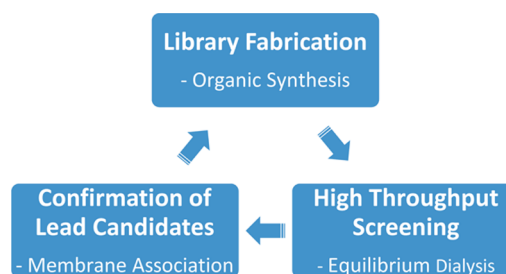 Library Fabrication
- Organic Synthesis
Confirmation of
Lead Candidates
- Membrane Association
High Throughput
Screening
- Equilibrium Dialysis